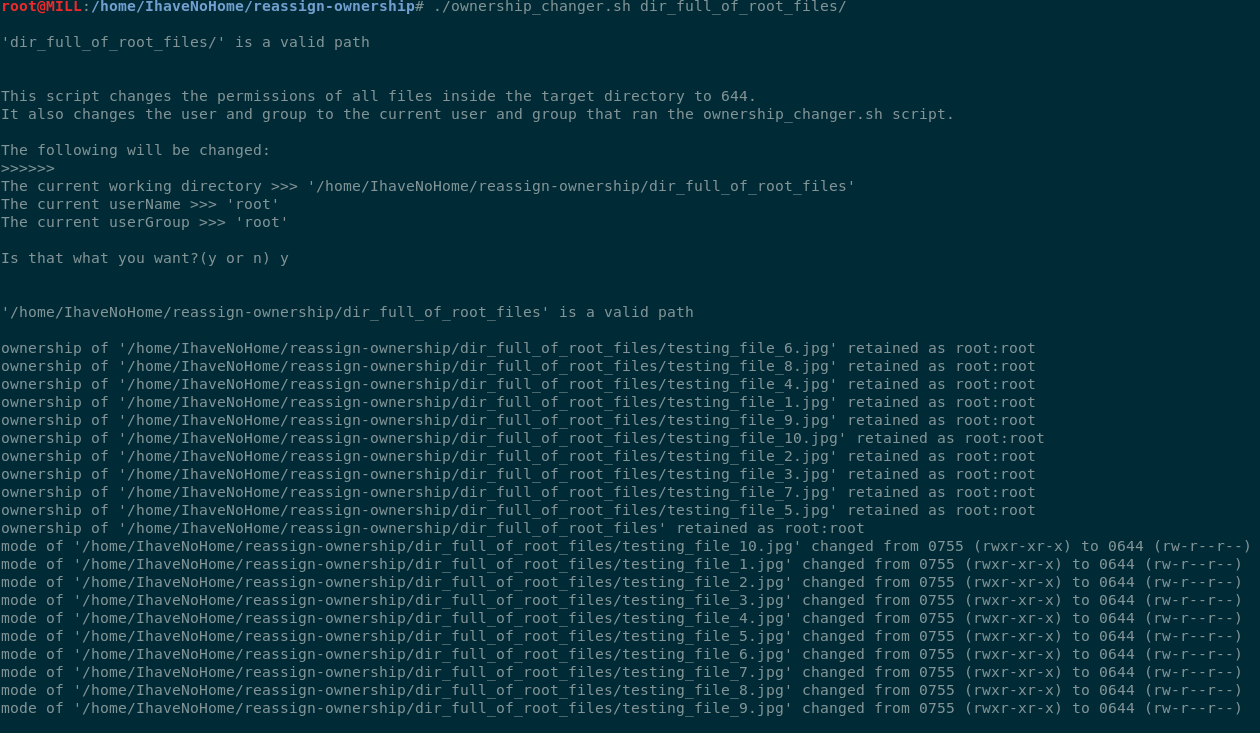 root@MILL:/home/IhaveNoHome/reassign-ownership# ./ownership_changer.sh dir_full_of_root_files/
'dir_full_of_root_files/' is a valid path
This script changes the permissions of all files inside the target directory to 644.
It also changes the user and group to the current user and group that ran the ownership_changer.sh script.
The following will be changed:
>>>>>>
The current working directory >>> '/home/IhaveNoHome/reassign-ownership/dir_full_of_root_files'
The current userName >>> 'root'
The current userGroup >>> 'root'
Is that what you want?(y or n) y
'/home/IhaveNoHome/reassign-ownership/dir_full_of_root_files' is a valid path
ownership of '/home/IhaveNoHome/reassign-ownership/dir_full_of_root_files/testing_file_6.jpg' retained as root:root
ownership of '/home/IhaveNoHome/reassign-ownership/dir_full_of_root_files/testing_file_8.jpg' retained as root:root
ownership of '/home/IhaveNoHome/reassign-ownership/dir_full_of_root_files/testing_file_4.jpg' retained as root:root
ownership of '/home/IhaveNoHome/reassign-ownership/dir_full_of_root_files/testing_file_1.jpg' retained as root:root
ownership of '/home/IhaveNoHome/reassign-ownership/dir_full_of_root_files/testing_file_9.jpg' retained as root:root
ownership of '/home/IhaveNoHome/reassign-ownership/dir_full_of_root_files/testing_file_10.jpg' retained as root:root
ownership of '/home/IhaveNoHome/reassign-ownership/dir_full_of_root_files/testing_file_2.jpg' retained as root:root
ownership of '/home/IhaveNoHome/reassign-ownership/dir_full_of_root_files/testing_file_3.jpg' retained as root:root
ownership of '/home/IhaveNoHome/reassign-ownership/dir_full_of_root_files/testing_file_7.jpg' retained as root:root
ownership of '/home/IhaveNoHome/reassign-ownership/dir_full_of_root_files/testing_file_5.jpg' retained as root:root
ownership of '/home/IhaveNoHome/reassign-ownership/dir_full_of_root_files' retained as root:root
mode of '/home/IhaveNoHome/reassign-ownership/dir_full_of_root_files/testing_file_10.jpg' changed from 0755 (rwxr-xr-x) to 0644 (rw-r--r--)
mode of '/home/IhaveNoHome/reassign-ownership/dir_full_of_root_files/testing_file_1.jpg' changed from 0755 (rwxr-xr-x) to 0644 (rw-r--r--)
mode of '/home/IhaveNoHome/reassign-ownership/dir_full_of_root_files/testing_file_2.jpg' changed from 0755 (rwxr-xr-x) to 0644 (rw-r--r--)
mode of '/home/IhaveNoHome/reassign-ownership/dir_full_of_root_files/testing_file_3.jpg' changed from 0755 (rwxr-xr-x) to 0644 (rw-r--r--)
mode of '/home/IhaveNoHome/reassign-ownership/dir_full_of_root_files/testing_file_4.jpg' changed from 0755 (rwxr-xr-x) to 0644 (rw-r--r--)
mode of '/home/IhaveNoHome/reassign-ownership/dir_full_of_root_files/testing_file_5.jpg' changed from 0755 (rwxr-xr-x) to 0644 (rw-r--r--)
mode of '/home/IhaveNoHome/reassign-ownership/dir_full_of_root_files/testing_file_6.jpg' changed from 0755 (rwxr-xr-x) to 0644 (rw-r--r--)
mode of '/home/IhaveNoHome/reassign-ownership/dir_full_of_root_files/testing_file_7.jpg' changed from 0755 (rwxr-xr-x) to 0644 (rw-r--r--)
mode of '/home/IhaveNoHome/reassign-ownership/dir_full_of_root_files/testing_file_8.jpg' changed from 0755 (rwxr-xr-x) to 0644 (rw-r--r--)
mode of '/home/IhaveNoHome/reassign-ownership/dir_full_of_root_files/testing_file_9.jpg' changed from 0755 (rwxr-xr-x) to 0644 (rw-r--r--)